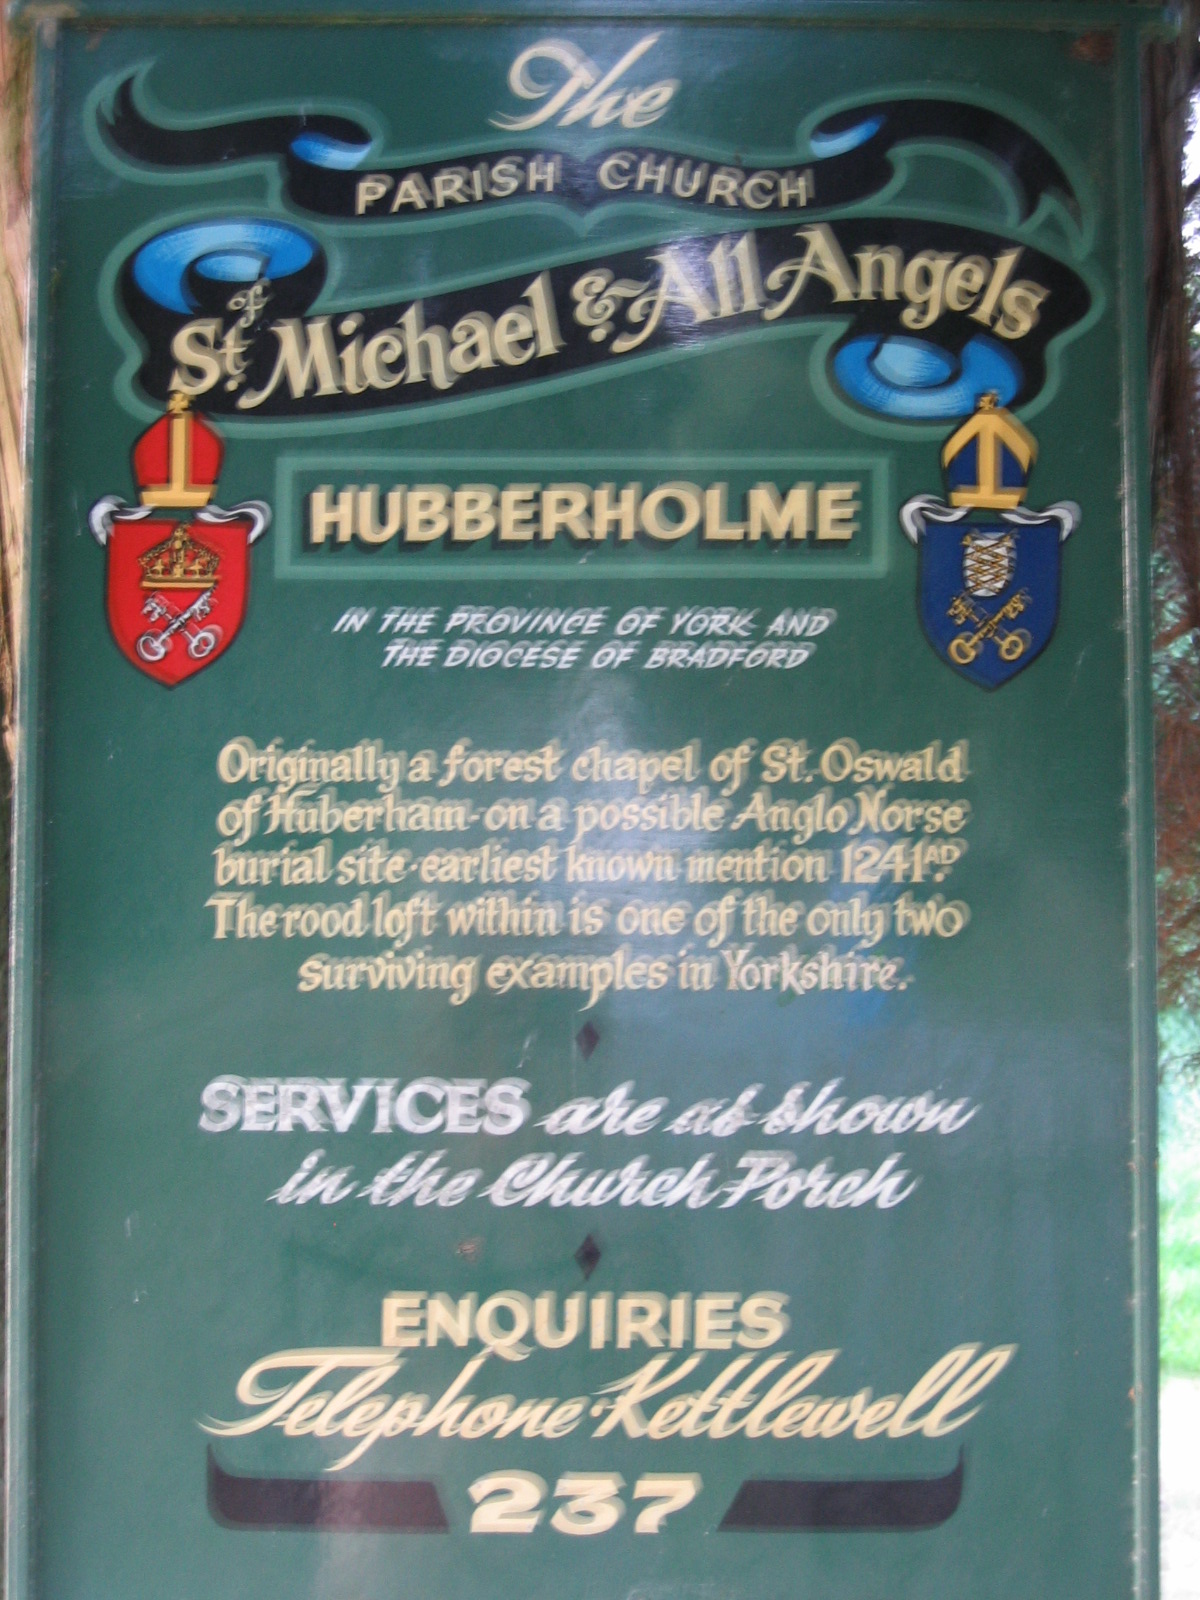 The
PARISH CHURCH
of
St. Michael & All Angels
HUBBERHOLME
IN THE PROVINCE OF YORK AND
THE DIOCESE OF BRADFORD
Originally a forest chapel of St. Oswald
of Huberham-on a possible Anglo Norse
burial site·earliest known mention 1241AD.
The rood loft within is one of the only two
surviving examples in Yorkshire.
SERVICES are as shown
in the Church Porch
ENQUIRIES
Telephone·Kettlewell
237